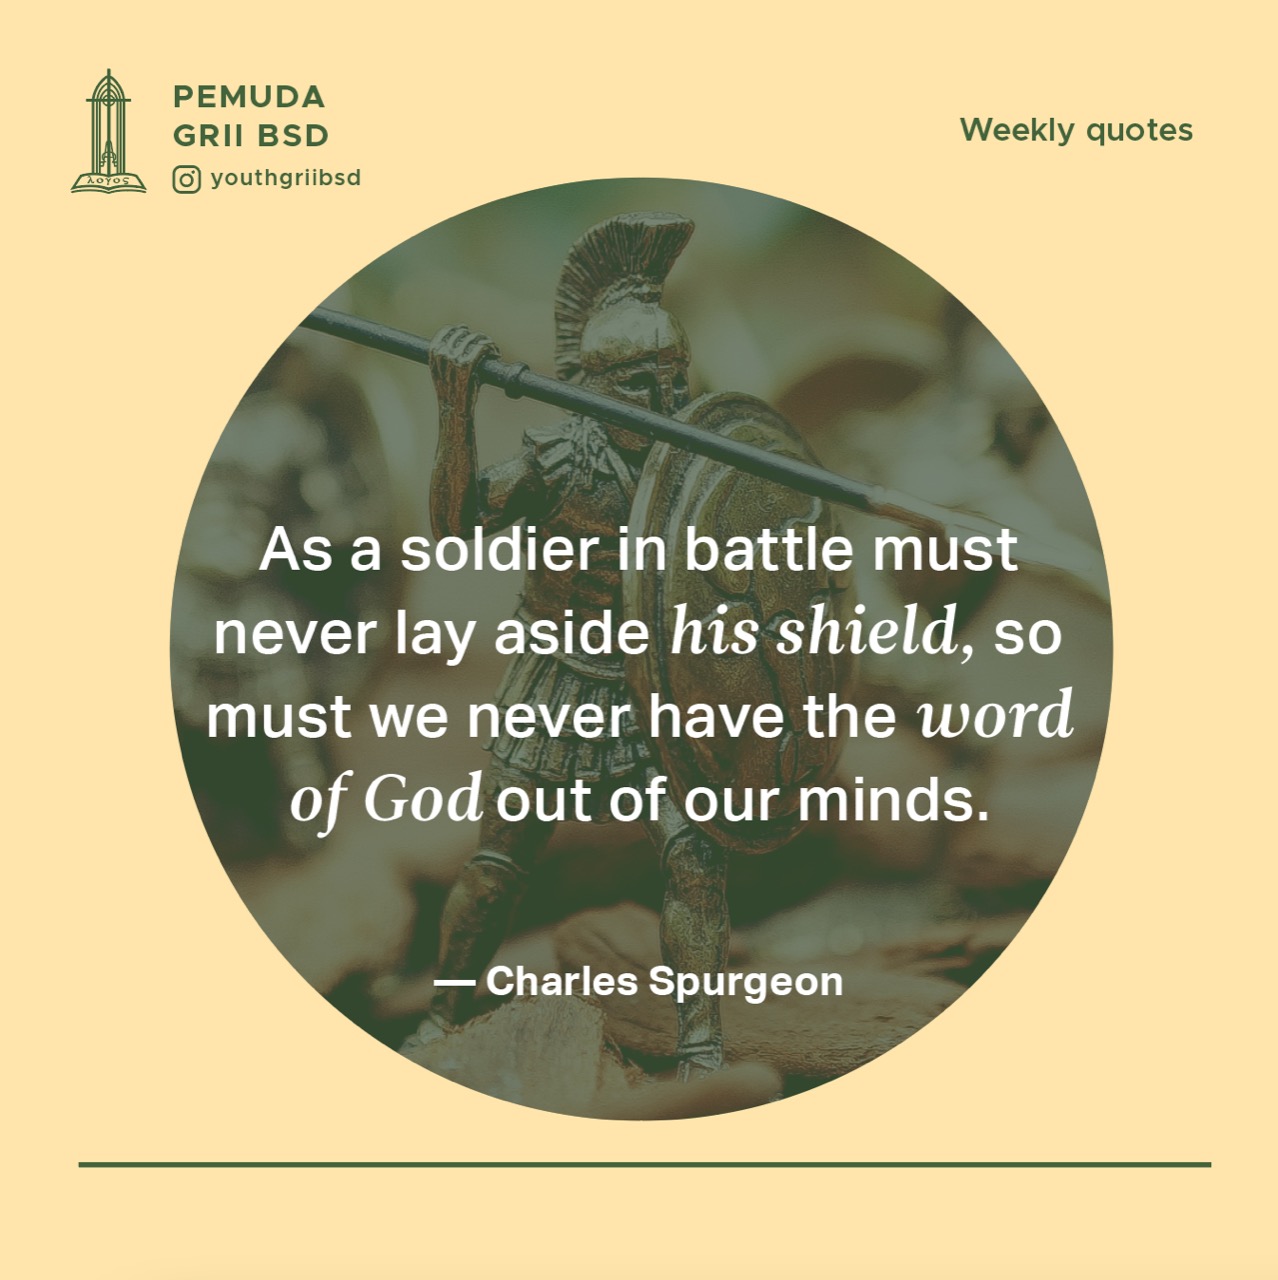 PEMUDA
GRII BSD
youthgriibsd
λογος
Weekly quotes
As a soldier in battle must
never lay aside his shield, so
must we never have the word
of God out of our minds.
— Charles Spurgeon